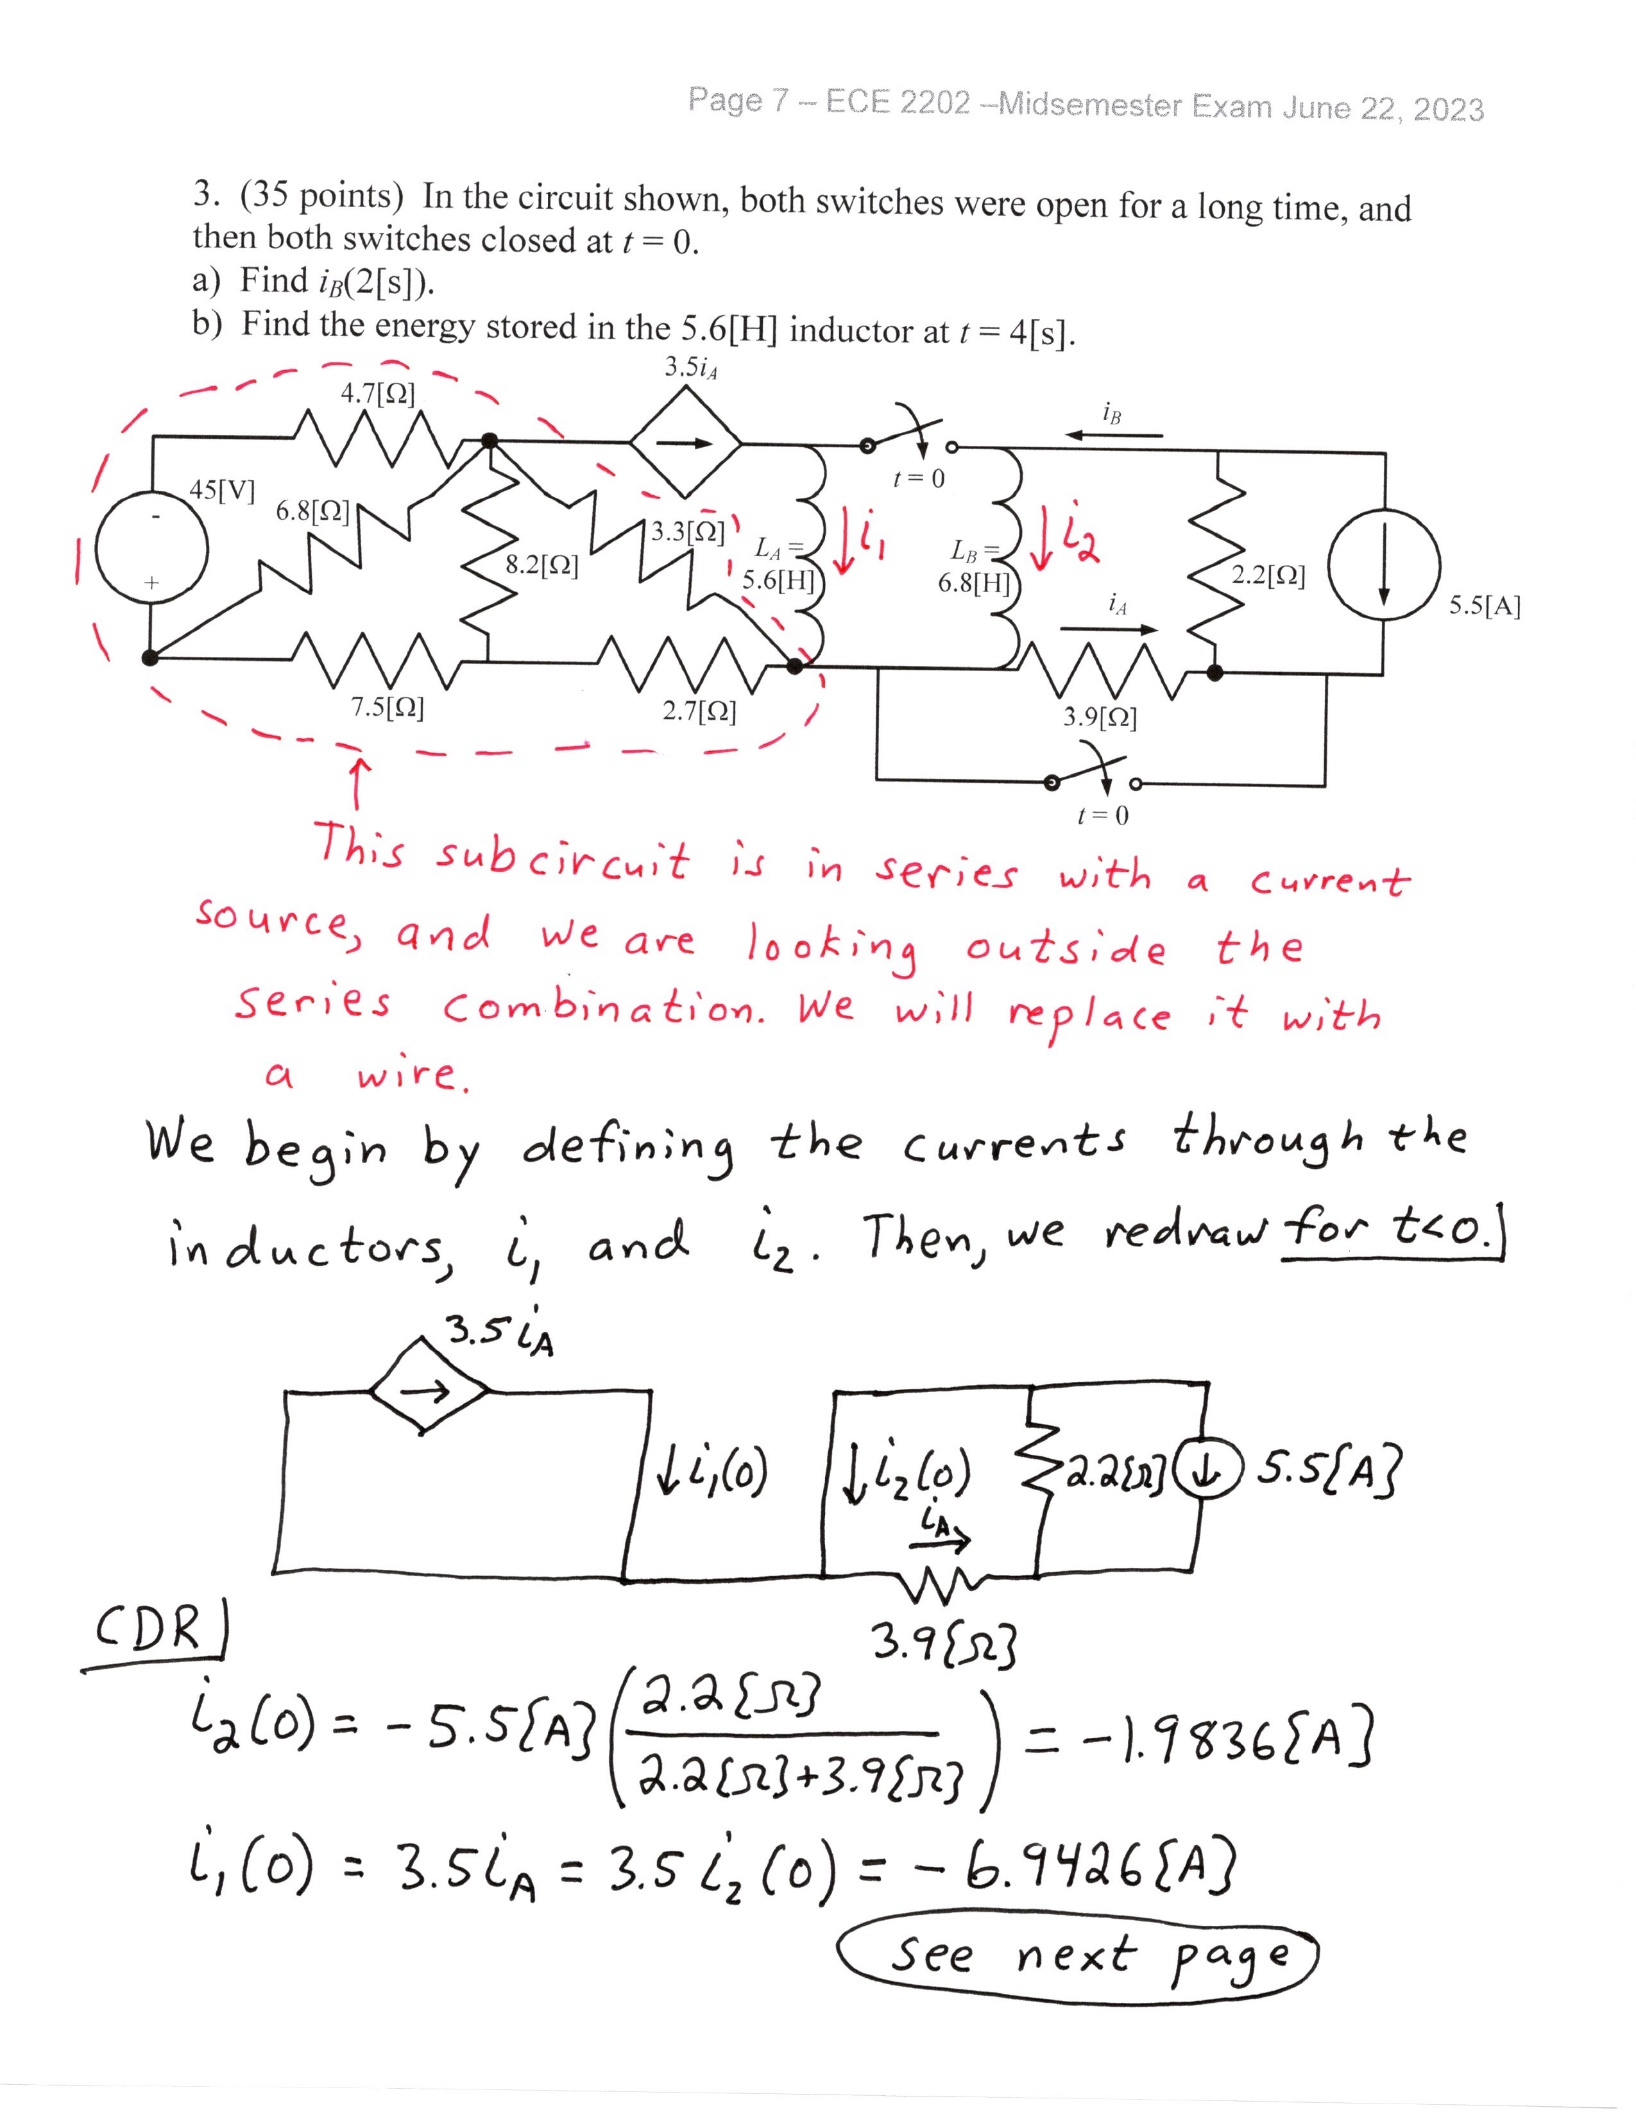 Page 7 – ECE 2202 –Midsemester Exam June 22, 2023
3. (35 points) In the circuit shown, both switches were open for a long time, and
then both switches closed at t = 0.
a) Find iB(2[s]).
b) Find the energy stored in the 5.6[H] inductor at t = 4[s].
3.5iA
4.7[Ω]
iB
t = 0
45[V]
-
+
6.8[Ω]
8.2[Ω]
3.3[Ω]
LA =
5.6[H]
i1
LB =
6.8[H]
i2
iA
2.2[Ω]
5.5[A]
7.5[Ω]
2.7[Ω]
3.9[Ω]
t = 0
This subcircuit is in series with a current
source, and we are looking outside the
series combination. We will replace it with
a wire.
We begin by defining the currents through the
inductors, i1 and i2. Then, we redraw for t<0.
3.5 iA
i1(0)
i2(0)
2.2[Ω]
5.5[A]
iA
3.9[Ω]
CDR
i2(0) = -5.5[A] (2.2[Ω] / 2.2[Ω]+3.9[Ω]) = -1.9836[A]
i1(0) = 3.5iA = 3.5 i2(0) = -6.9426[A]
see next page